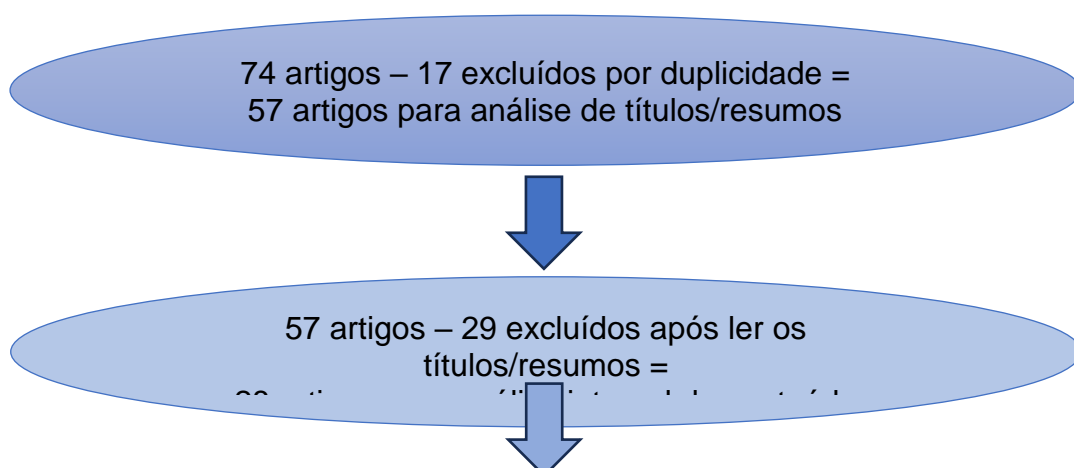 74 artigos – 17 excluídos por duplicidade =
57 artigos para análise de títulos/resumos
57 artigos – 29 excluídos após ler os
títulos/resumos =